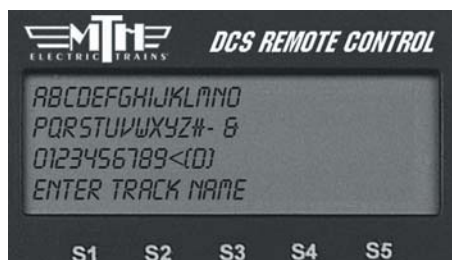 MTH
ELECTRIC TRAINS®
DCS REMOTE CONTROL
ABCDEFGHIJKLMNO
PQRSTUVWXYZ#- &
0123456789<(D)
ENTER TRACK NAME
S1 S2 S3 S4 S5